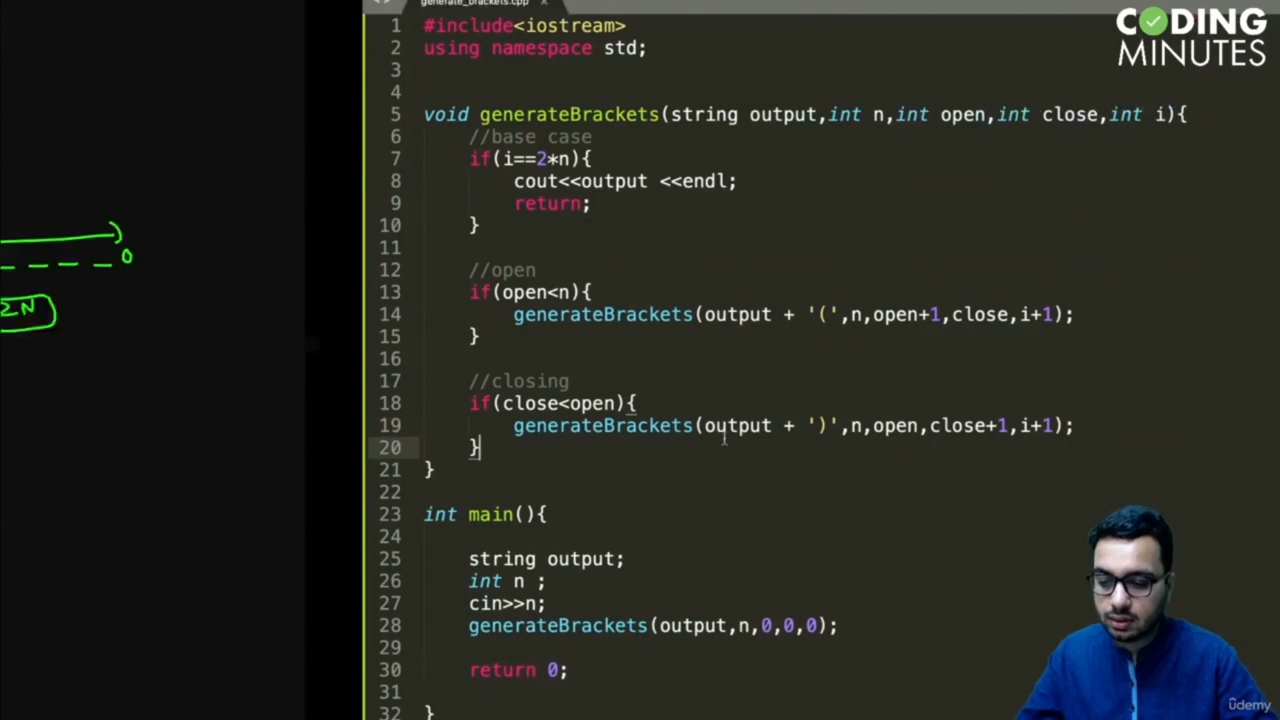 generate_brackets.cpp ×
CODING
MINUTES
1 #include<iostream>
2 using namespace std;
3
4
5 void generateBrackets(string output,int n,int open,int close,int i){
6 //base case
7 if(i==2*n){
8 cout<<output <<endl;
9 return;
10 }
11
12 //open
13 if(open<n){
14 generateBrackets(output + '(',n,open+1,close,i+1);
15 }
16
17 //closing
18 if(close<open){
19 generateBrackets(output + ')',n,open,close+1,i+1);
20 }
21 }
22
23 int main(){
24
25 string output;
26 int n ;
27 cin>>n;
28 generateBrackets(output,n,0,0,0);
29
30 return 0;
31
32 }
0
2N
ûdemy